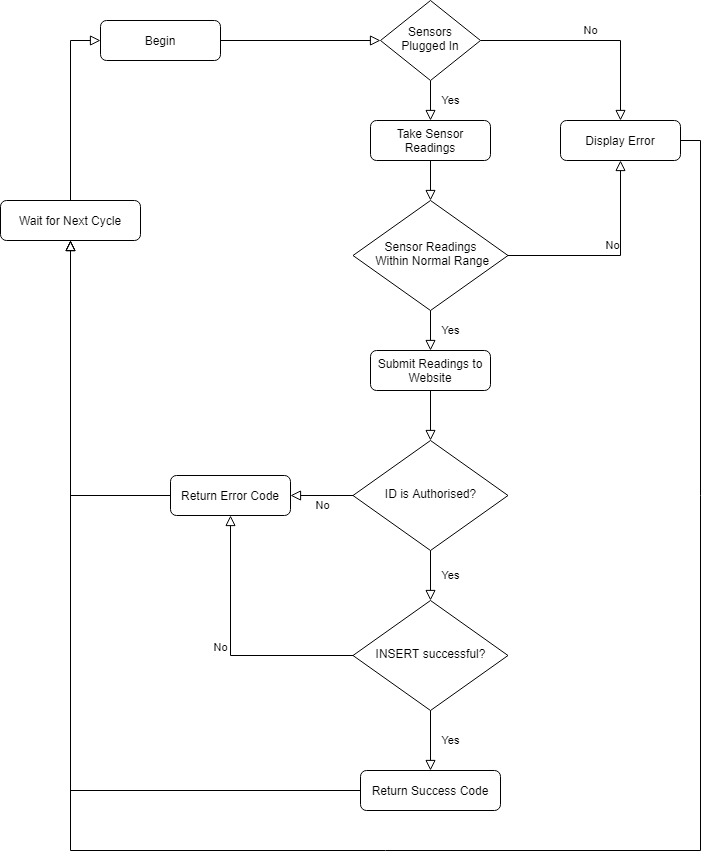 Begin
Sensors
Plugged In
No
Yes
Take Sensor
Readings
Display Error
Wait for Next Cycle
Sensor Readings
Within Normal Range
No
Yes
Submit Readings to
Website
ID is Authorised?
Return Error Code
No
Yes
INSERT successful?
No
Yes
Return Success Code